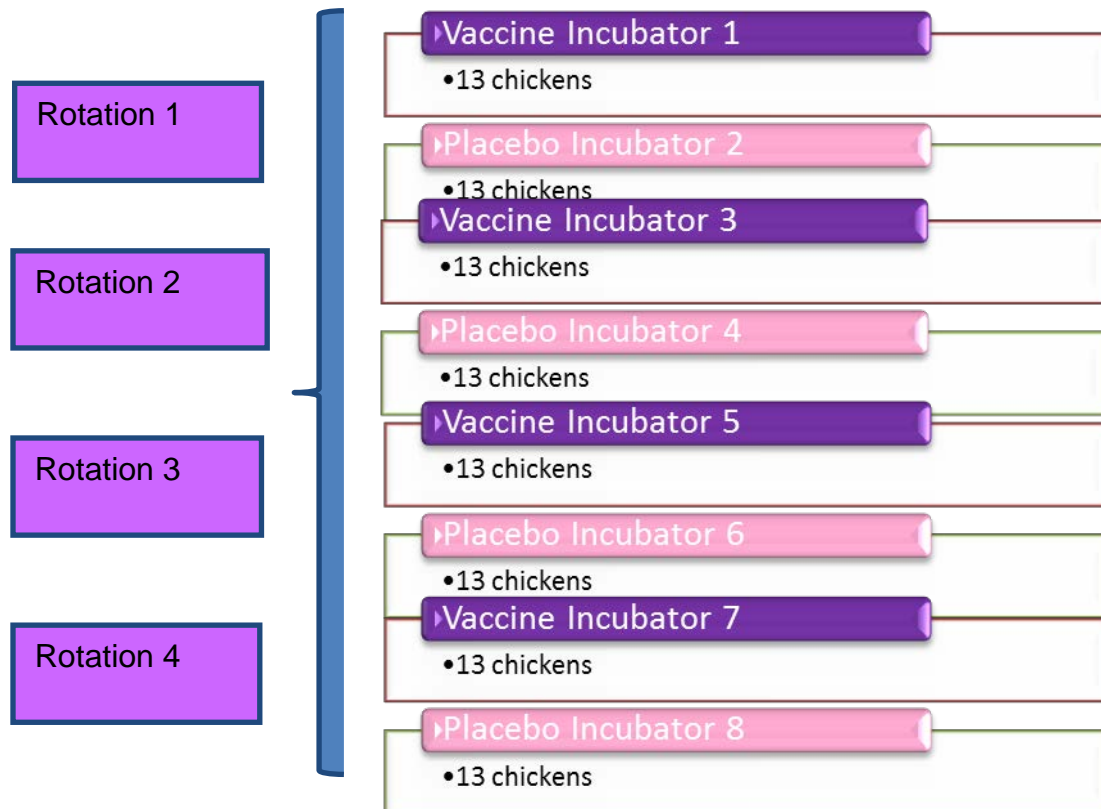 Rotation 1
Rotation 2
Rotation 3
Rotation 4
Vaccine Incubator 1
•13 chickens
Placebo Incubator 2
•13 chickens
Vaccine Incubator 3
•13 chickens
Placebo Incubator 4
•13 chickens
Vaccine Incubator 5
•13 chickens
Placebo Incubator 6
•13 chickens
Vaccine Incubator 7
•13 chickens
Placebo Incubator 8
•13 chickens